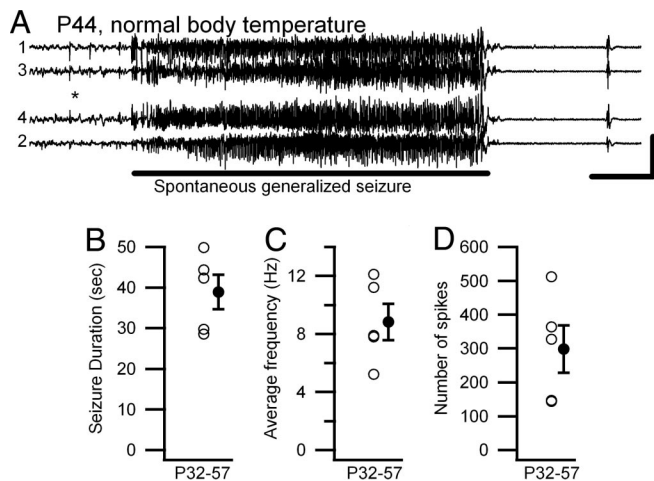 A P44, normal body temperature
1
3
*
4
2
Spontaneous generalized seizure
B
Seizure Duration (sec)
50
40
30
20
10
0
P32-57
C
Average frequency (Hz)
12
8
4
0
P32-57
D
Number of spikes
600
500
400
300
200
100
0
P32-57